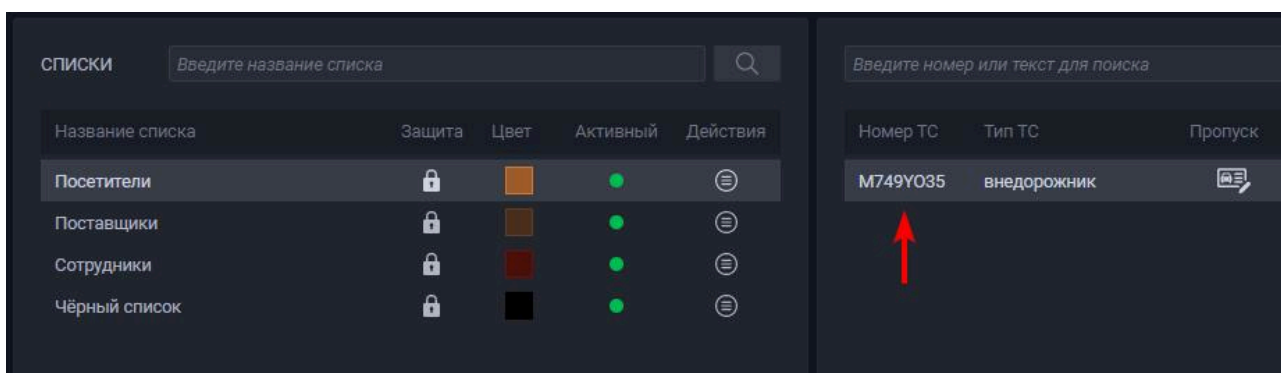 СПИСКИ
Введите название списка
Название списка Защита Цвет Активный Действия
Посетители
Поставщики
Сотрудники
Чёрный список
Введите номер или текст для поиска
Номер ТС Тип ТС Пропуск
М749УО35 внедорожник